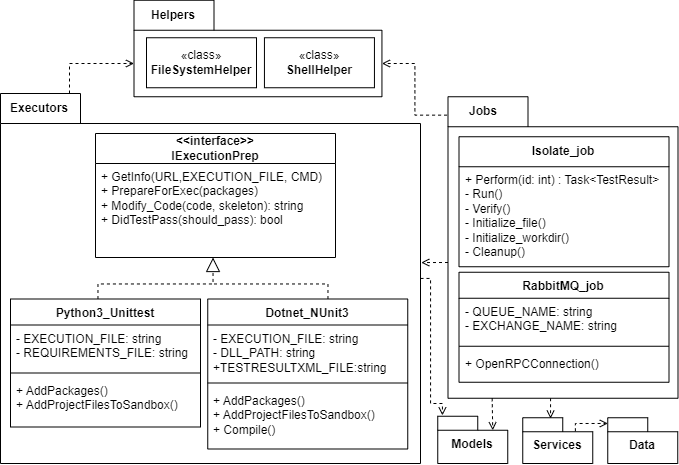 Helpers
«class»
FileSystemHelper
«class»
ShellHelper
Executors
<<interface>>
IExecutionPrep
+ GetInfo(URL,EXECUTION_FILE, CMD)
+ PrepareForExec(packages)
+ Modify_Code(code, skeleton): string
+ DidTestPass(should_pass): bool
Python3_Unittest
- EXECUTION_FILE: string
- REQUIREMENTS_FILE: string
+ AddPackages()
+ AddProjectFilesToSandbox()
Dotnet_NUnit3
- EXECUTION_FILE: string
- DLL_PATH: string
+TESTRESULTXML_FILE:string
+ AddPackages()
+ AddProjectFilesToSandbox()
+ Compile()
Jobs
Isolate_job
+ Perform(id: int) : Task<TestResult>
- Run()
- Verify()
- Initialize_file()
- Initialize_workdir()
- Cleanup()
RabbitMQ_job
- QUEUE_NAME: string
- EXCHANGE_NAME: string
+ OpenRPCConnection()
Models
Services
Data